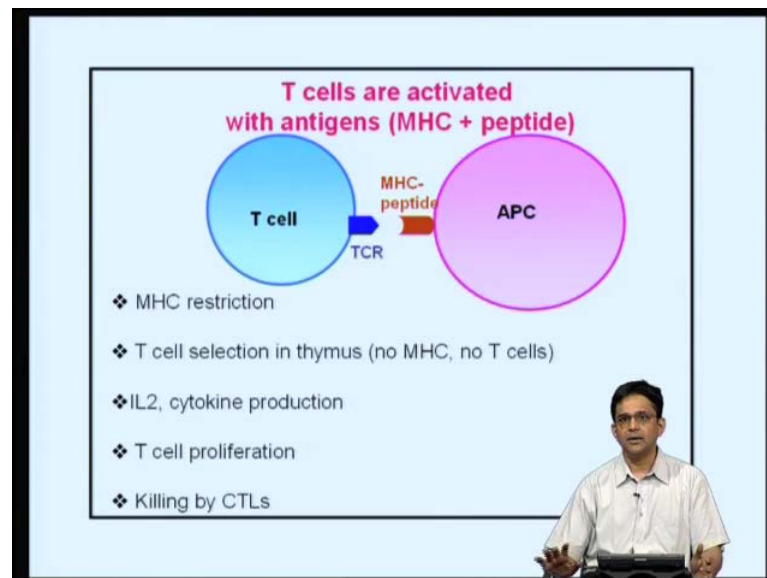 T cells are activated
with antigens (MHC + peptide)
MHC-
peptide
T cell
APC
TCR
❖ MHC restriction
❖ T cell selection in thymus (no MHC, no T cells)
❖IL2, cytokine production
❖ T cell proliferation
❖ Killing by CTLs